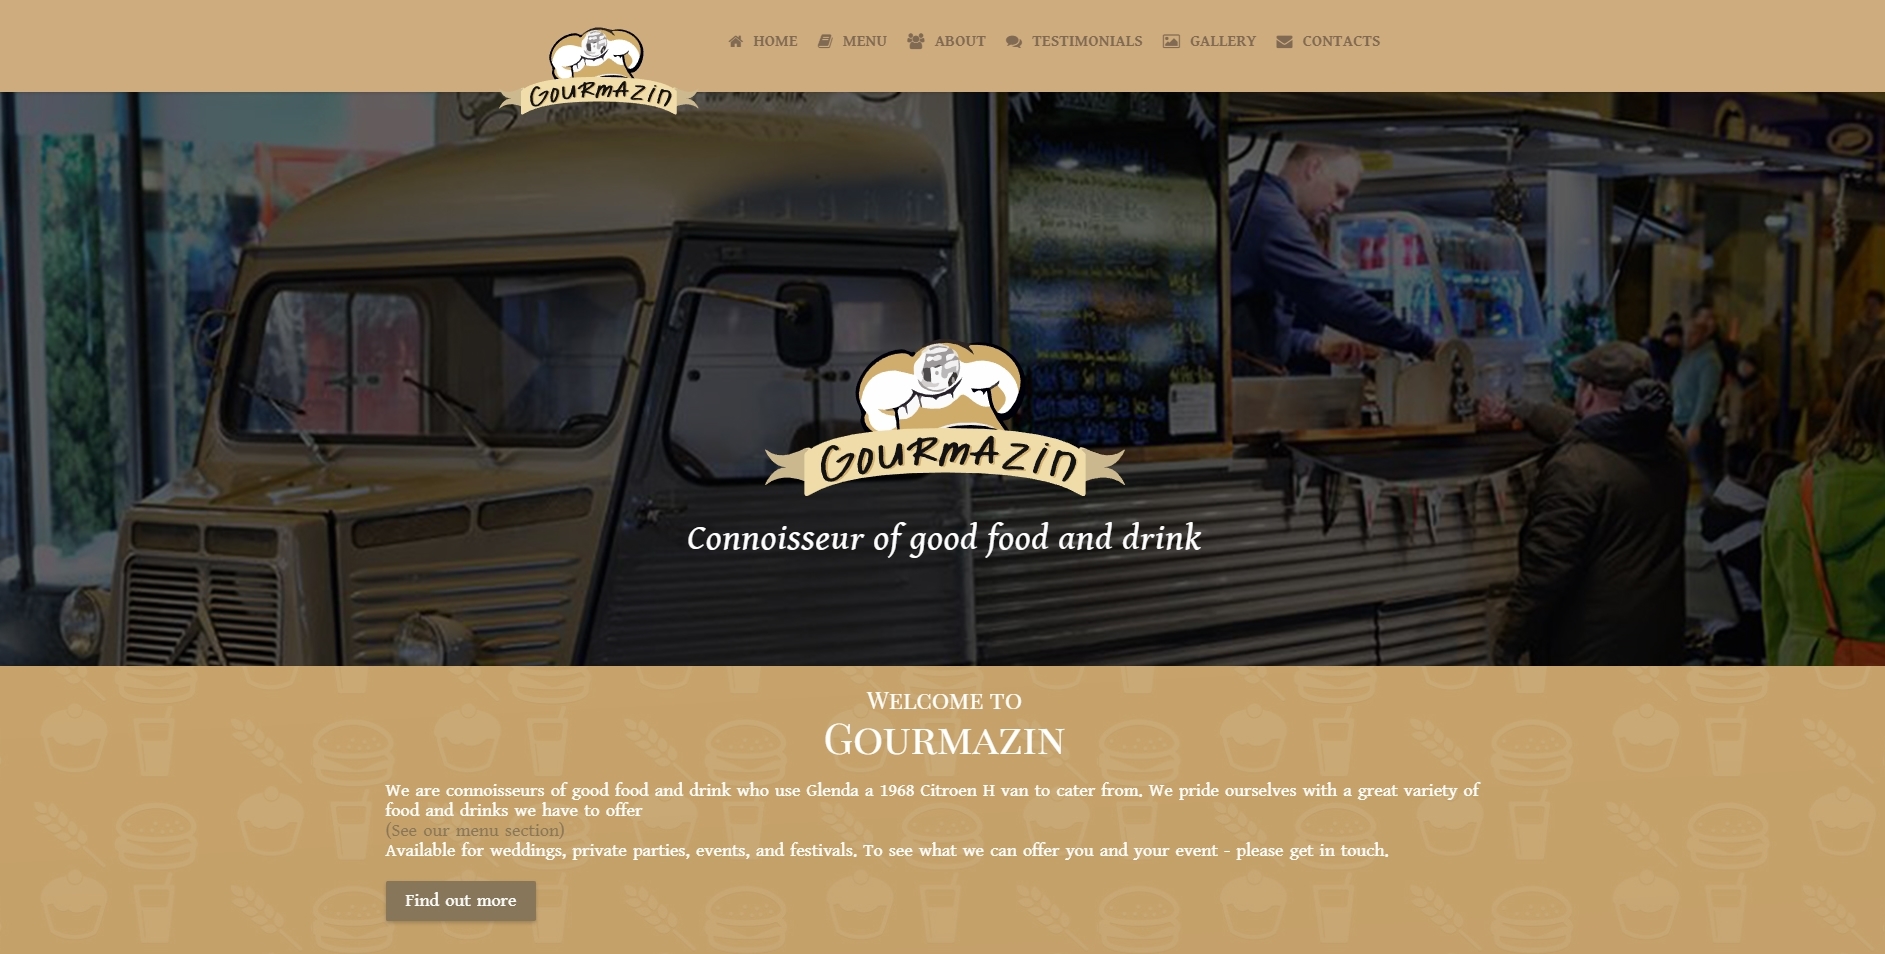 GOURMAZIN
HOME MENU ABOUT TESTIMONIALS GALLERY CONTACTS
GOURMAZIN
Connoisseur of good food and drink
WELCOME TO
GOURMAZIN
We are connoisseurs of good food and drink who use Glenda a 1968 Citroen H van to cater from. We pride ourselves with a great variety of
food and drinks we have to offer
(See our menu section)
Available for weddings, private parties, events, and festivals. To see what we can offer you and your event - please get in touch.
Find out more